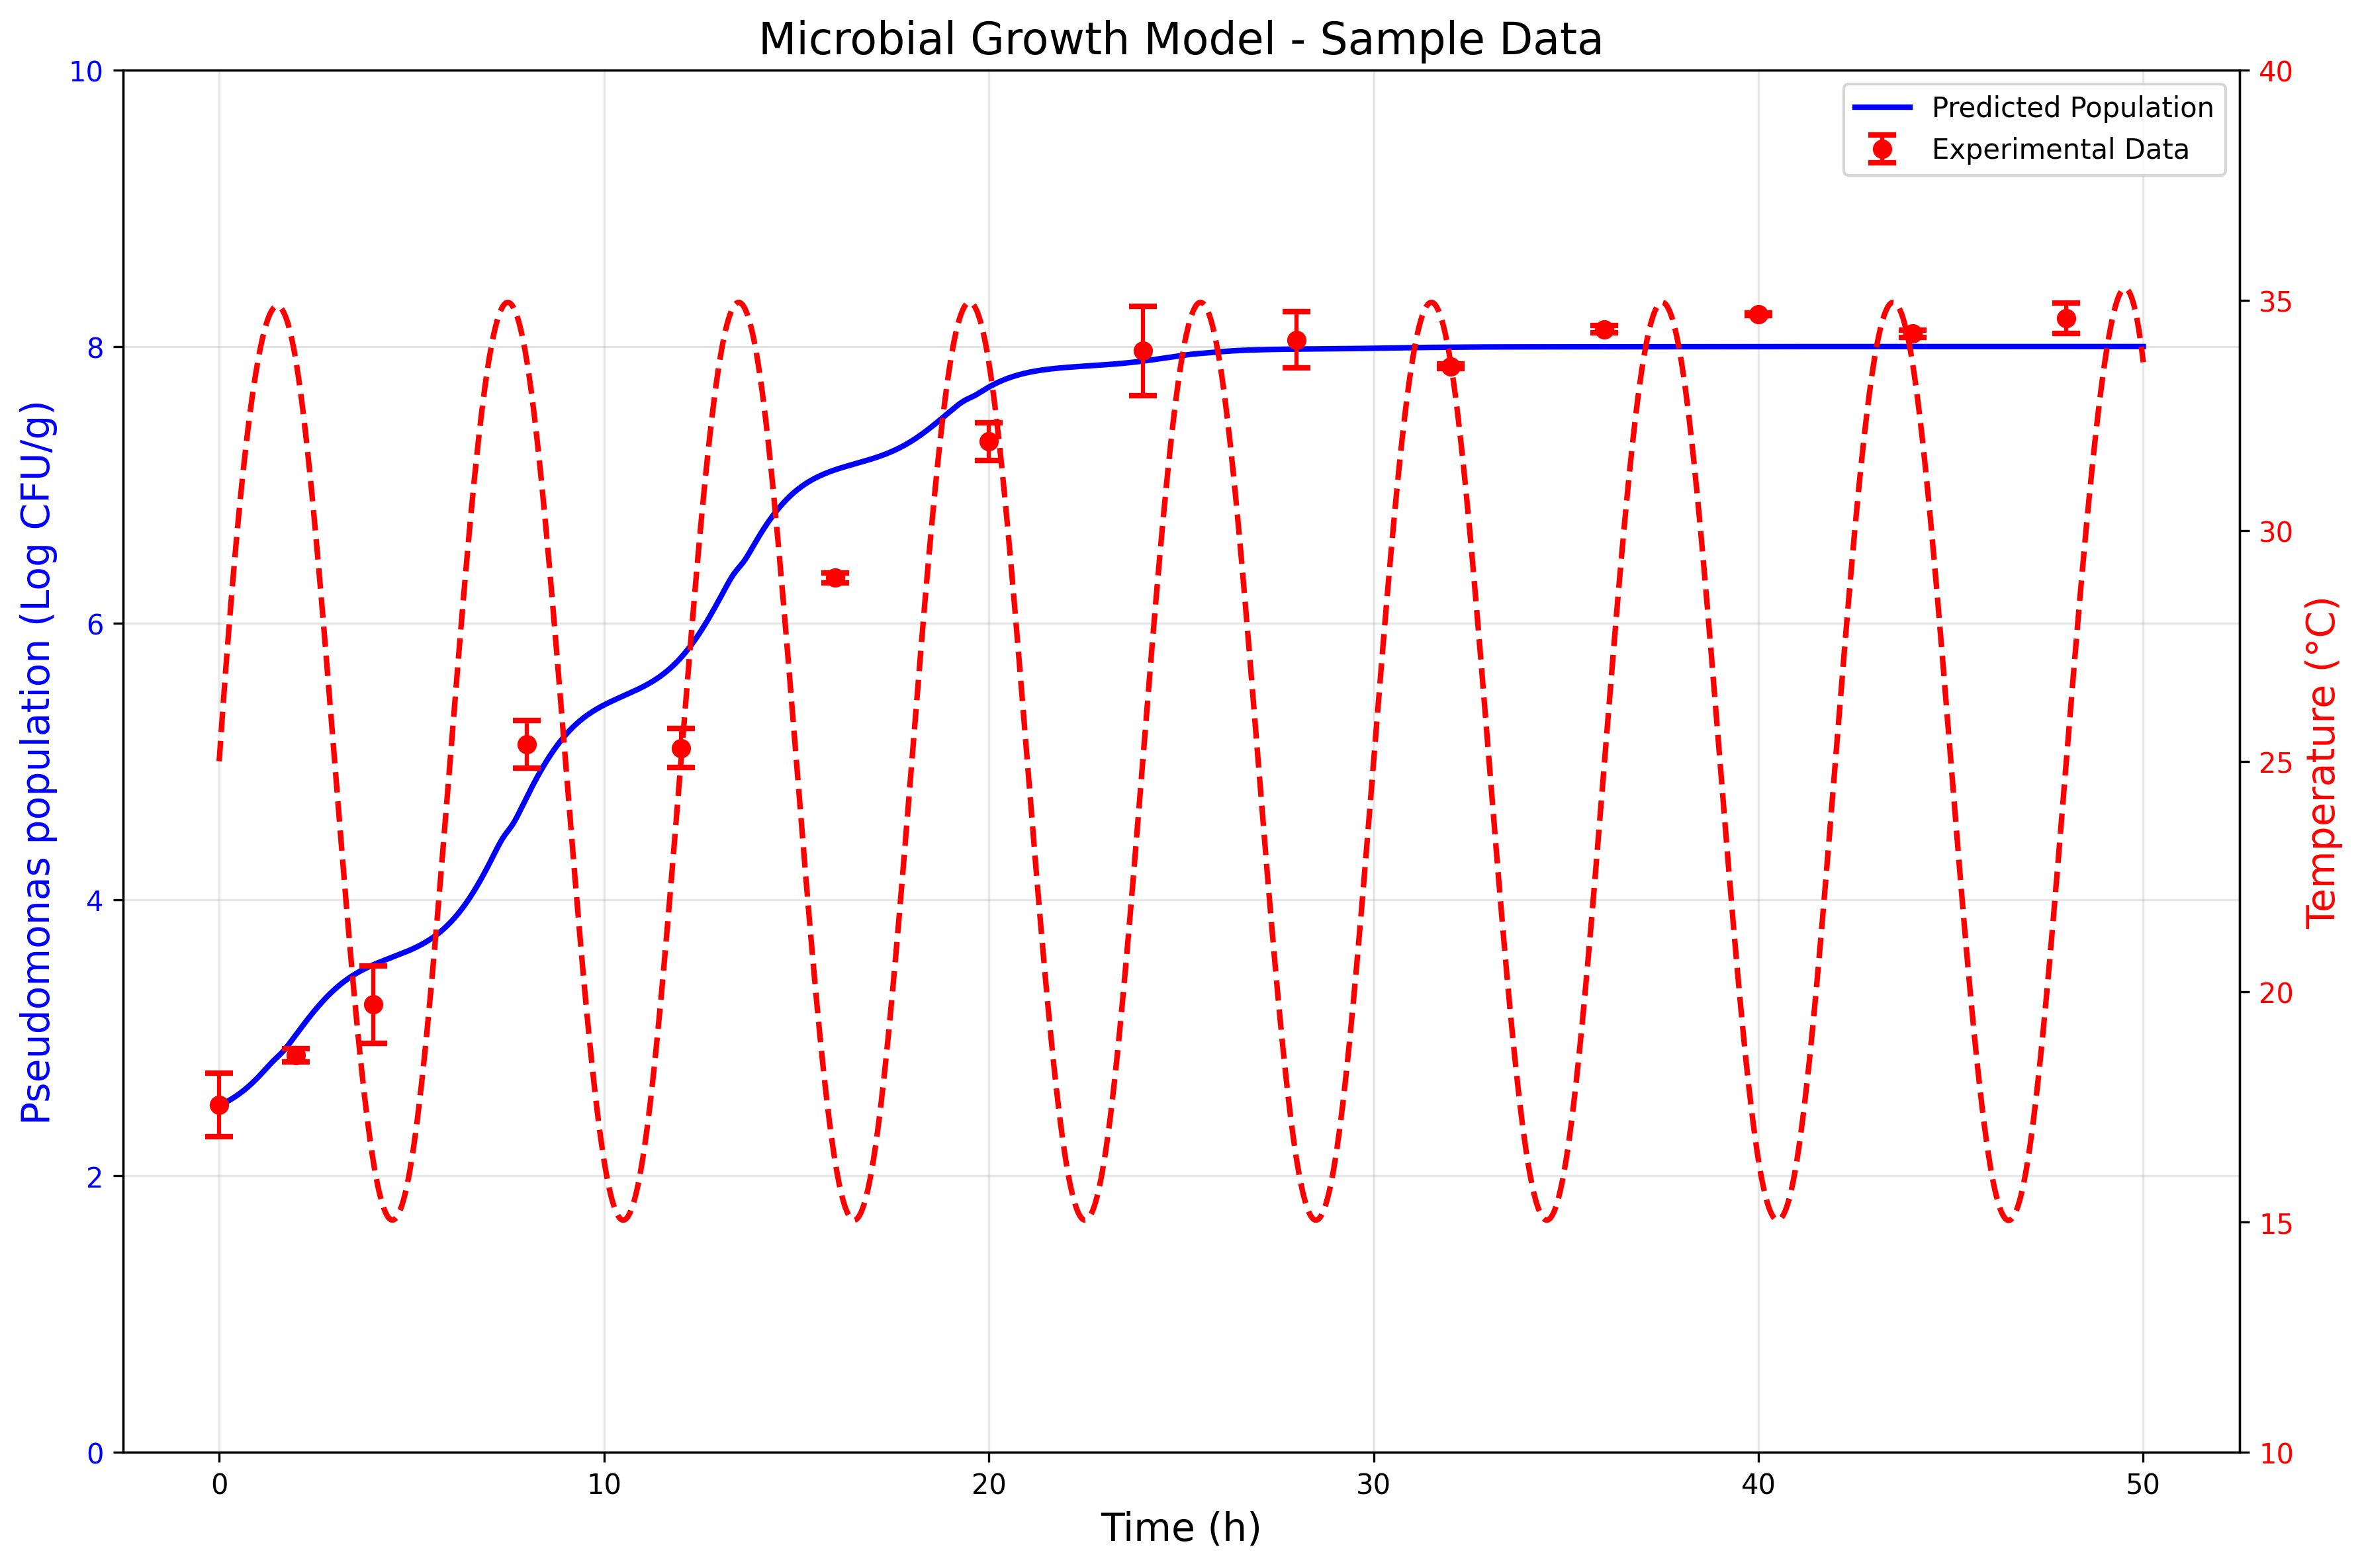 Microbial Growth Model - Sample Data
Predicted Population
Experimental Data
Pseudomonas population (Log CFU/g)
10
8
6
4
2
0
40
35
30
25
20
15
10
Temperature (°C)
0 10 20 30 40 50
Time (h)